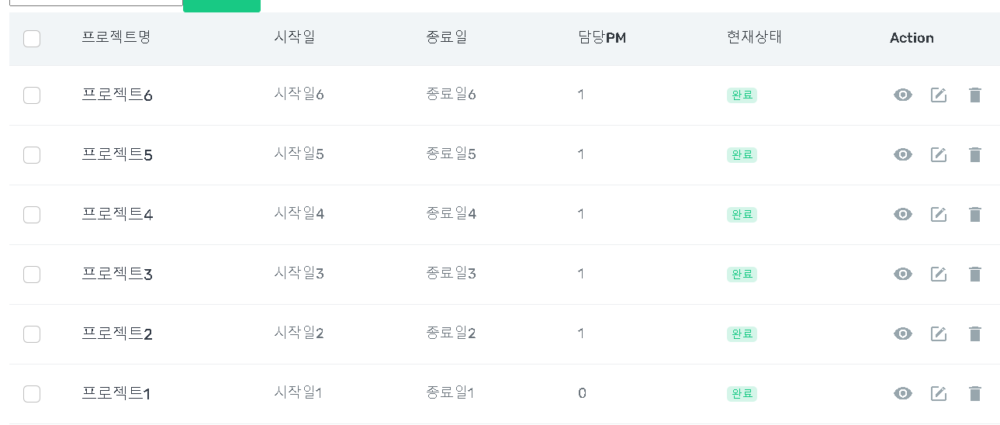 프로젝트명 시작일 종료일 담당PM 현재상태 Action
프로젝트6 시작일6 종료일6 1 완료
프로젝트5 시작일5 종료일5 1 완료
프로젝트4 시작일4 종료일4 1 완료
프로젝트3 시작일3 종료일3 1 완료
프로젝트2 시작일2 종료일2 1 완료
프로젝트1 시작일1 종료일1 0 완료